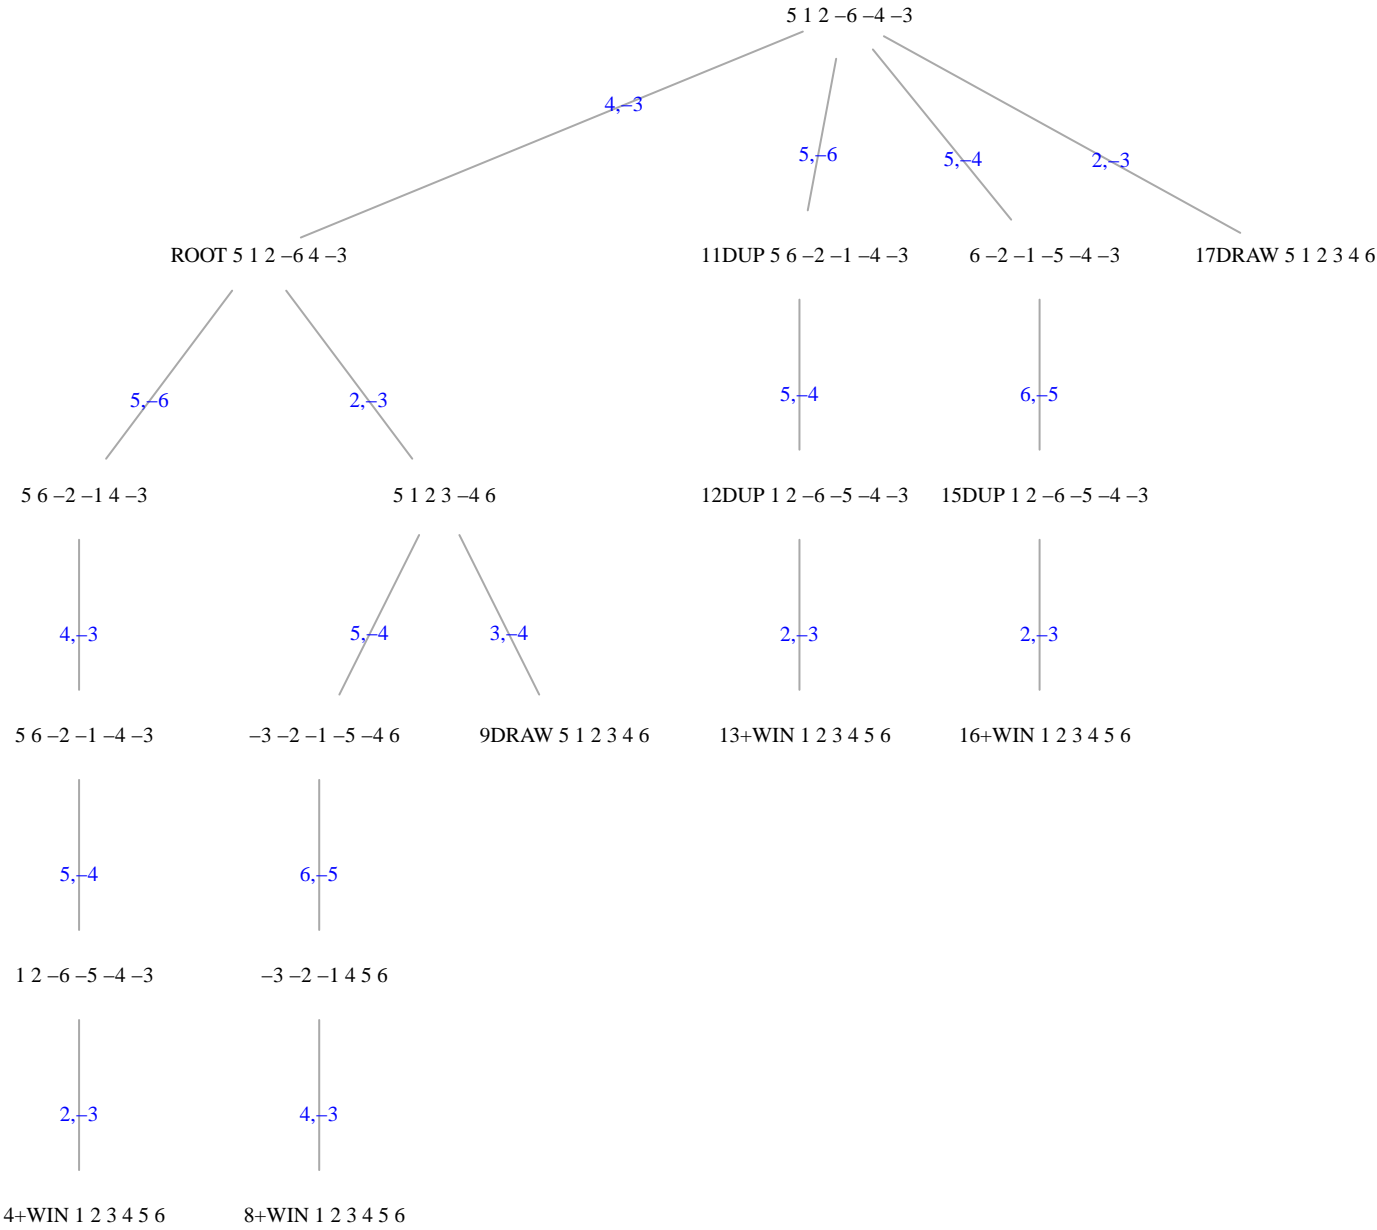 5 1 2 –6 –4 –3
4,–3
5,–6
5,–4
2,–3
ROOT 5 1 2 –6 4 –3
11DUP 5 6 –2 –1 –4 –3
6 –2 –1 –5 –4 –3
17DRAW 5 1 2 3 4 6
5,–6
2,–3
5,–4
6,–5
5 6 –2 –1 4 –3
5 1 2 3 –4 6
12DUP 1 2 –6 –5 –4 –3
15DUP 1 2 –6 –5 –4 –3
4,–3
5,–4
3,–4
2,–3
2,–3
5 6 –2 –1 –4 –3
–3 –2 –1 –5 –4 6
9DRAW 5 1 2 3 4 6
13+WIN 1 2 3 4 5 6
16+WIN 1 2 3 4 5 6
5,–4
6,–5
1 2 –6 –5 –4 –3
–3 –2 –1 4 5 6
2,–3
4,–3
4+WIN 1 2 3 4 5 6
8+WIN 1 2 3 4 5 6